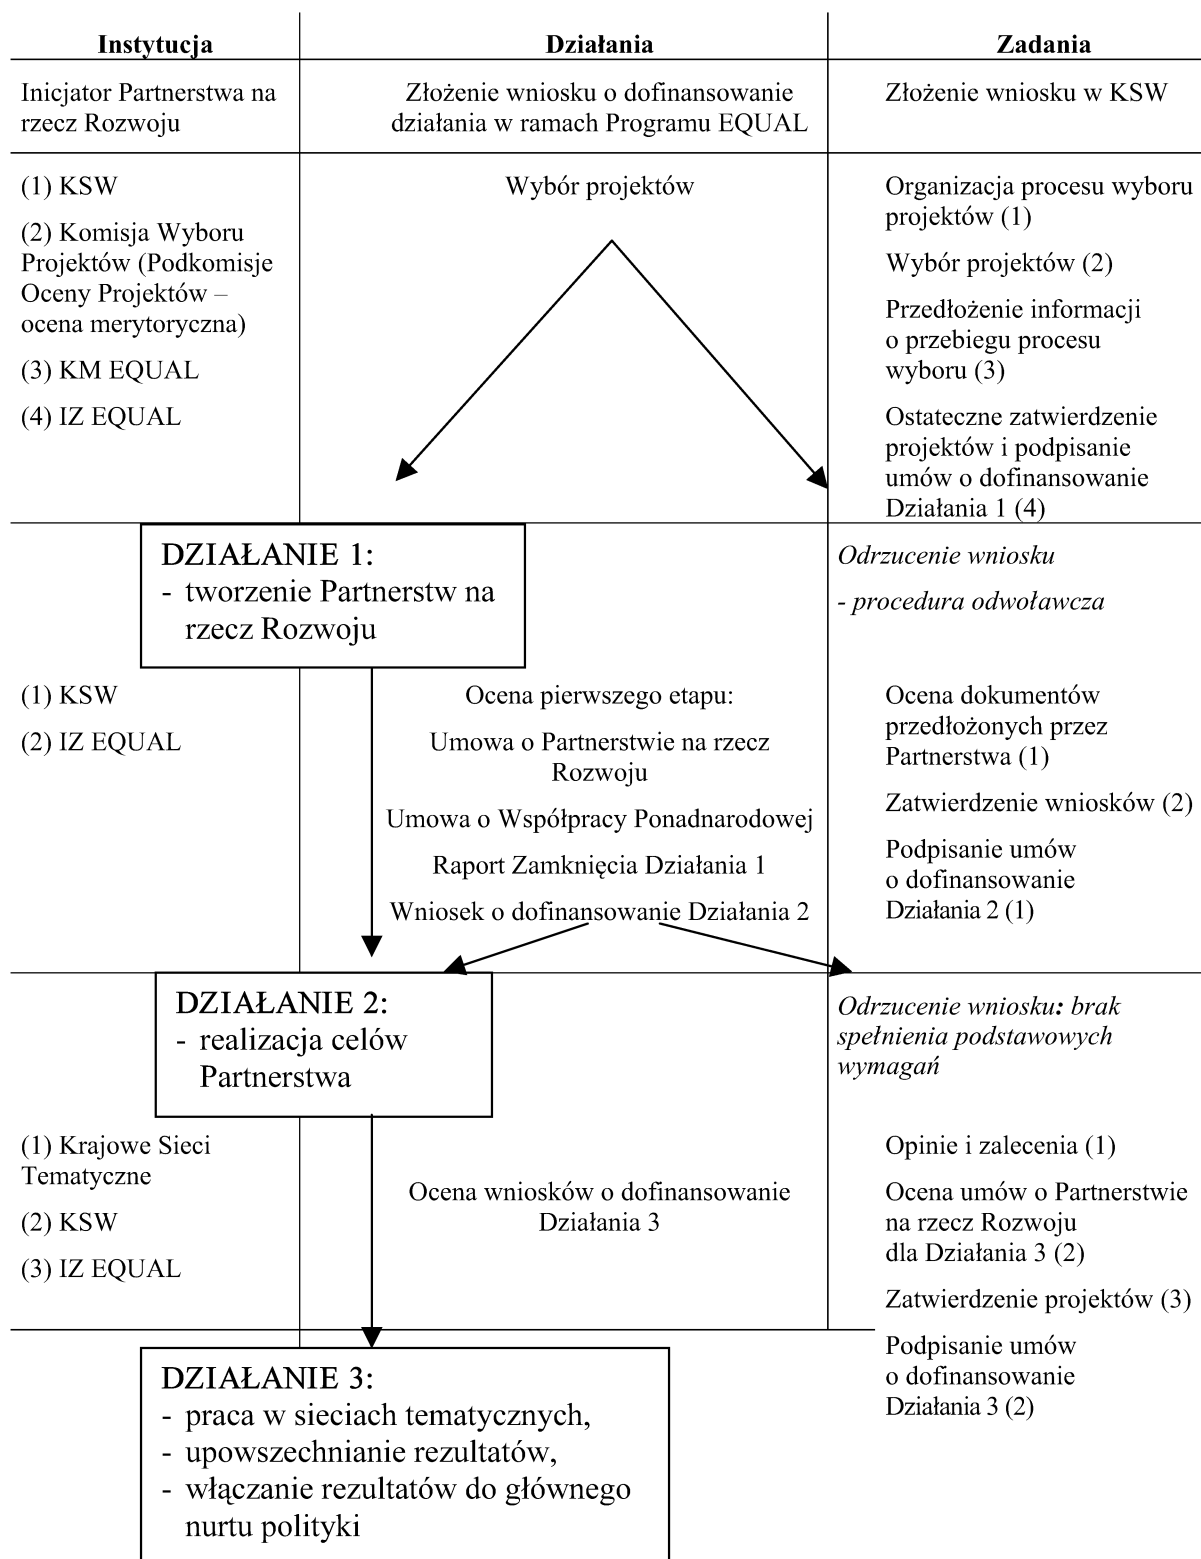 Instytucja
Działania
Zadania
Inicjator Partnerstwa na
rzecz Rozwoju
Złożenie wniosku o dofinansowanie
działania w ramach Programu EQUAL
Złożenie wniosku w KSW
(1) KSW
(2) Komisja Wyboru
Projektów (Podkomisje
Oceny Projektów –
ocena merytoryczna)
(3) KM EQUAL
(4) IZ EQUAL
Wybór projektów
Organizacja procesu wyboru
projektów (1)
Wybór projektów (2)
Przedłożenie informacji
o przebiegu procesu
wyboru (3)
Ostateczne zatwierdzenie
projektów i podpisanie
umów o dofinansowanie
Działania 1 (4)
DZIAŁANIE 1:
- tworzenie Partnerstw na
rzecz Rozwoju
Odrzucenie wniosku
- procedura odwoławcza
(1) KSW
(2) IZ EQUAL
Ocena pierwszego etapu:
Umowa o Partnerstwie na rzecz
Rozwoju
Umowa o Współpracy Ponadnarodowej
Raport Zamknięcia Działania 1
Wniosek o dofinansowanie Działania 2
Ocena dokumentów
przedłożonych przez
Partnerstwa (1)
Zatwierdzenie wniosków (2)
Podpisanie umów
o dofinansowanie
Działania 2 (1)
DZIAŁANIE 2:
- realizacja celów
Partnerstwa
Odrzucenie wniosku: brak
spełnienia podstawowych
wymagań
(1) Krajowe Sieci
Tematyczne
(2) KSW
(3) IZ EQUAL
Ocena wniosków o dofinansowanie
Działania 3
Opinie i zalecenia (1)
Ocena umów o Partnerstwie
na rzecz Rozwoju
dla Działania 3 (2)
Zatwierdzenie projektów (3)
Podpisanie umów
o dofinansowanie
Działania 3 (2)
DZIAŁANIE 3:
- praca w sieciach tematycznych,
- upowszechnianie rezultatów,
- włączanie rezultatów do głównego
nurtu polityki